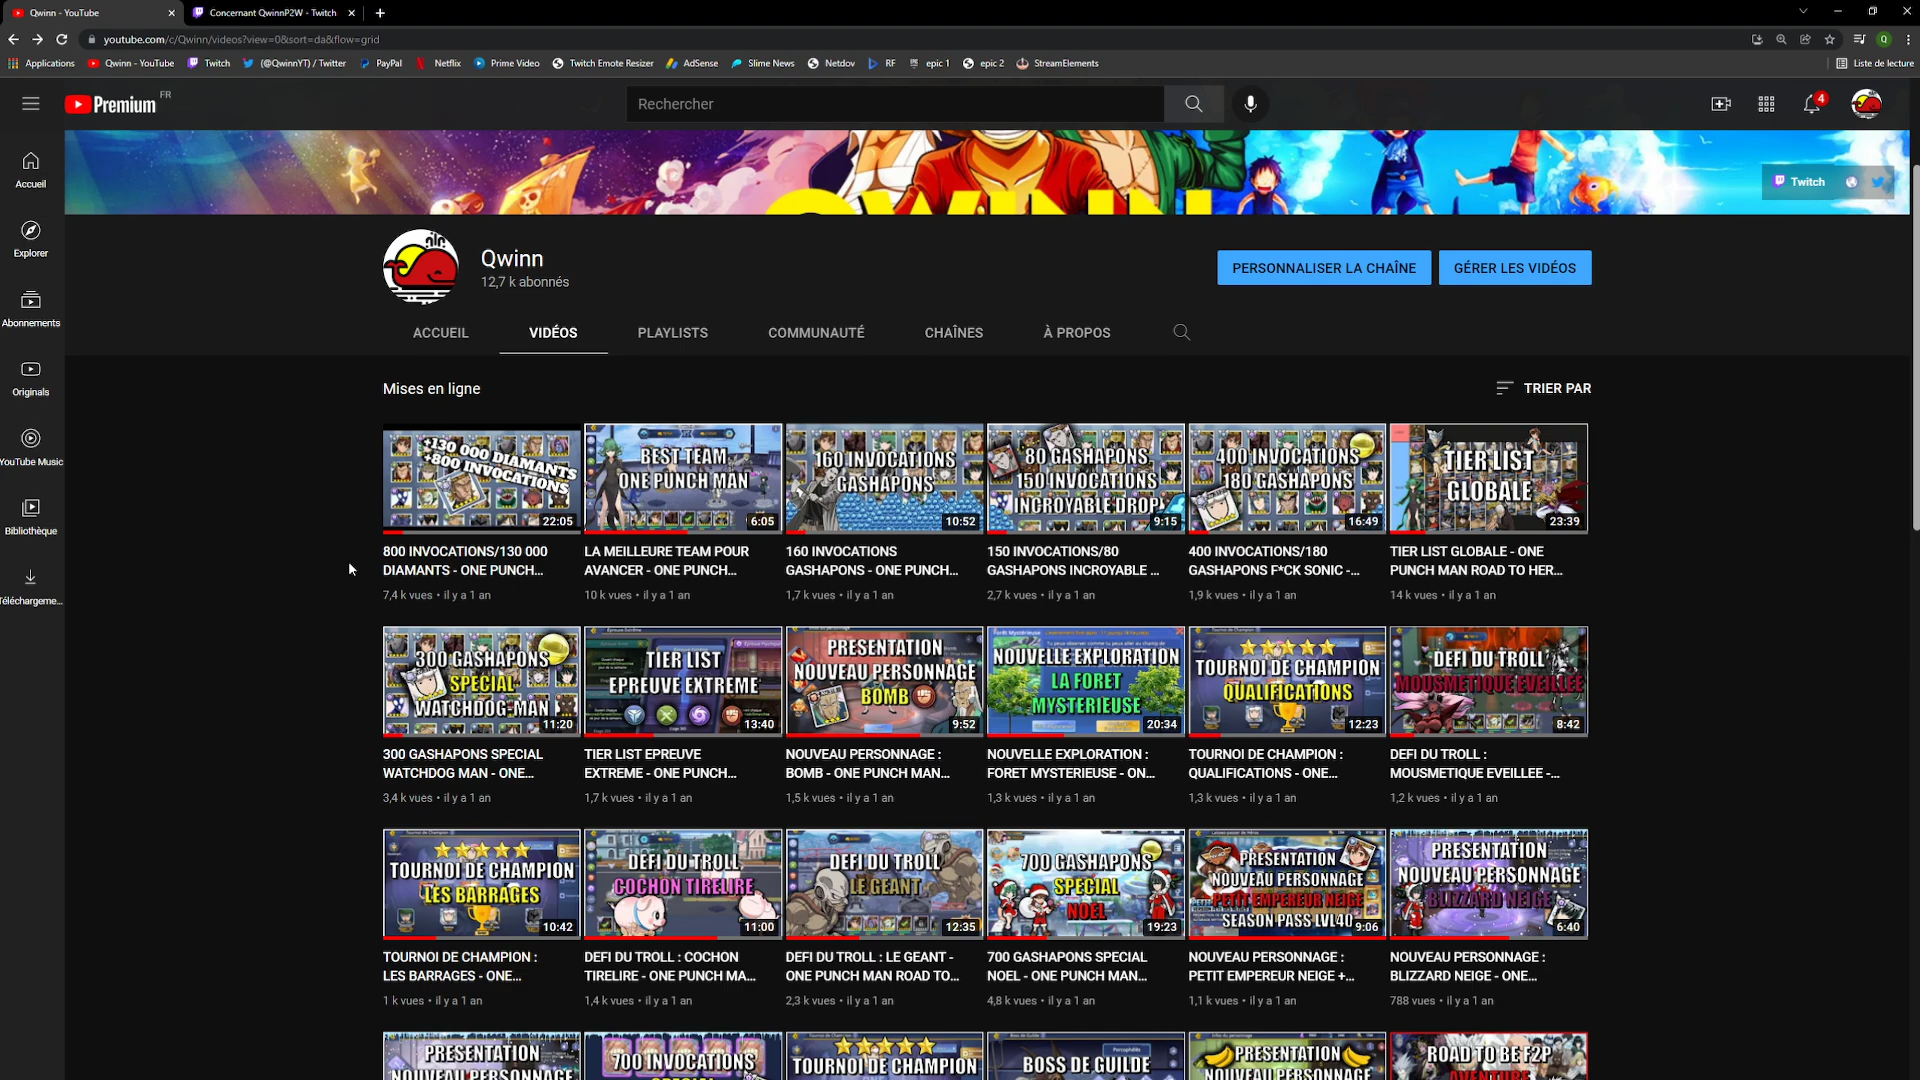 Qwinn - YouTube
Concernant QwinnP2W - Twitch
youtube.com/c/Qwinn/videos?view=0&sort=da&flow=grid
Applications
Qwinn - YouTube
Twitch
(@QwinnYT) / Twitter
PayPal
Netflix
Prime Video
Twitch Emote Resizer
AdSense
Slime News
Netdov
RF
epic 1
epic 2
StreamElements
Liste de lecture
Premium FR
Rechercher
4
QWINN
Twitch
Accueil
Explorer
Abonnements
Originals
YouTube Music
Bibliothèque
Téléchargeme...
Qwinn
12,7 k abonnés
PERSONNALISER LA CHAÎNE
GÉRER LES VIDÉOS
ACCUEIL
VIDÉOS
PLAYLISTS
COMMUNAUTÉ
CHAÎNES
À PROPOS
Mises en ligne
TRIER PAR
+130 000 DIAMANTS
+800 INVOCATIONS
22:05
BEST TEAM
ONE PUNCH MAN
6:05
160 INVOCATIONS
GASHAPONS
10:52
80 GASHAPONS
150 INVOCATIONS
INCROYABLE DROP
9:15
400 INVOCATIONS
180 GASHAPONS
16:49
TIER LIST
GLOBALE
23:39
800 INVOCATIONS/130 000
DIAMANTS - ONE PUNCH...
7,4 k vues • il y a 1 an
LA MEILLEURE TEAM POUR
AVANCER - ONE PUNCH...
10 k vues • il y a 1 an
160 INVOCATIONS
GASHAPONS - ONE PUNCH...
1,7 k vues • il y a 1 an
150 INVOCATIONS/80
GASHAPONS INCROYABLE ...
2,7 k vues • il y a 1 an
400 INVOCATIONS/180
GASHAPONS F*CK SONIC -...
1,9 k vues • il y a 1 an
TIER LIST GLOBALE - ONE
PUNCH MAN ROAD TO HER...
14 k vues • il y a 1 an
300 GASHAPONS
SPECIAL
WATCHDOG-MAN
11:20
TIER LIST
EPREUVE EXTREME
13:40
PRESENTATION
NOUVEAU PERSONNAGE
BOMB
9:52
NOUVELLE EXPLORATION
LA FORET
MYSTERIEUSE
20:34
TOURNOI DE CHAMPION
QUALIFICATIONS
12:23
DEFI DU TROLL
MOUSMETIQUE EVEILLEE
8:42
300 GASHAPONS SPECIAL
WATCHDOG MAN - ONE...
3,4 k vues • il y a 1 an
TIER LIST EPREUVE
EXTREME - ONE PUNCH...
1,7 k vues • il y a 1 an
NOUVEAU PERSONNAGE :
BOMB - ONE PUNCH MAN...
1,5 k vues • il y a 1 an
NOUVELLE EXPLORATION :
FORET MYSTERIEUSE - ON...
1,3 k vues • il y a 1 an
TOURNOI DE CHAMPION :
QUALIFICATIONS - ONE...
1,3 k vues • il y a 1 an
DEFI DU TROLL :
MOUSMETIQUE EVEILLEE -...
1,2 k vues • il y a 1 an
TOURNOI DE CHAMPION
LES BARRAGES
10:42
DEFI DU TROLL
COCHON TIRELIRE
11:00
DEFI DU TROLL
LE GEANT
12:35
700 GASHAPONS
SPECIAL
NOEL
19:23
PRESENTATION
NOUVEAU PERSONNAGE
PETIT EMPEREUR NEIGE
SEASON PASS LVL40
9:06
PRESENTATION
NOUVEAU PERSONNAGE
BLIZZARD NEIGE
6:40
TOURNOI DE CHAMPION :
LES BARRAGES - ONE...
1 k vues • il y a 1 an
DEFI DU TROLL : COCHON
TIRELIRE - ONE PUNCH MA...
1,4 k vues • il y a 1 an
DEFI DU TROLL : LE GEANT -
ONE PUNCH MAN ROAD TO...
2,3 k vues • il y a 1 an
700 GASHAPONS SPECIAL
NOEL - ONE PUNCH MAN...
4,8 k vues • il y a 1 an
NOUVEAU PERSONNAGE :
PETIT EMPEREUR NEIGE +...
1,1 k vues • il y a 1 an
NOUVEAU PERSONNAGE :
BLIZZARD NEIGE - ONE...
788 vues • il y a 1 an
PRESENTATION
NOUVEAU PERSONNAGE
700 INVOCATIONS
SPECIAL
TOURNOI DE CHAMPION
BOSS DE GUILDE
PRESENTATION
NOUVEAU PERSONNAGE
ROAD TO BE F2P
AVENTURE